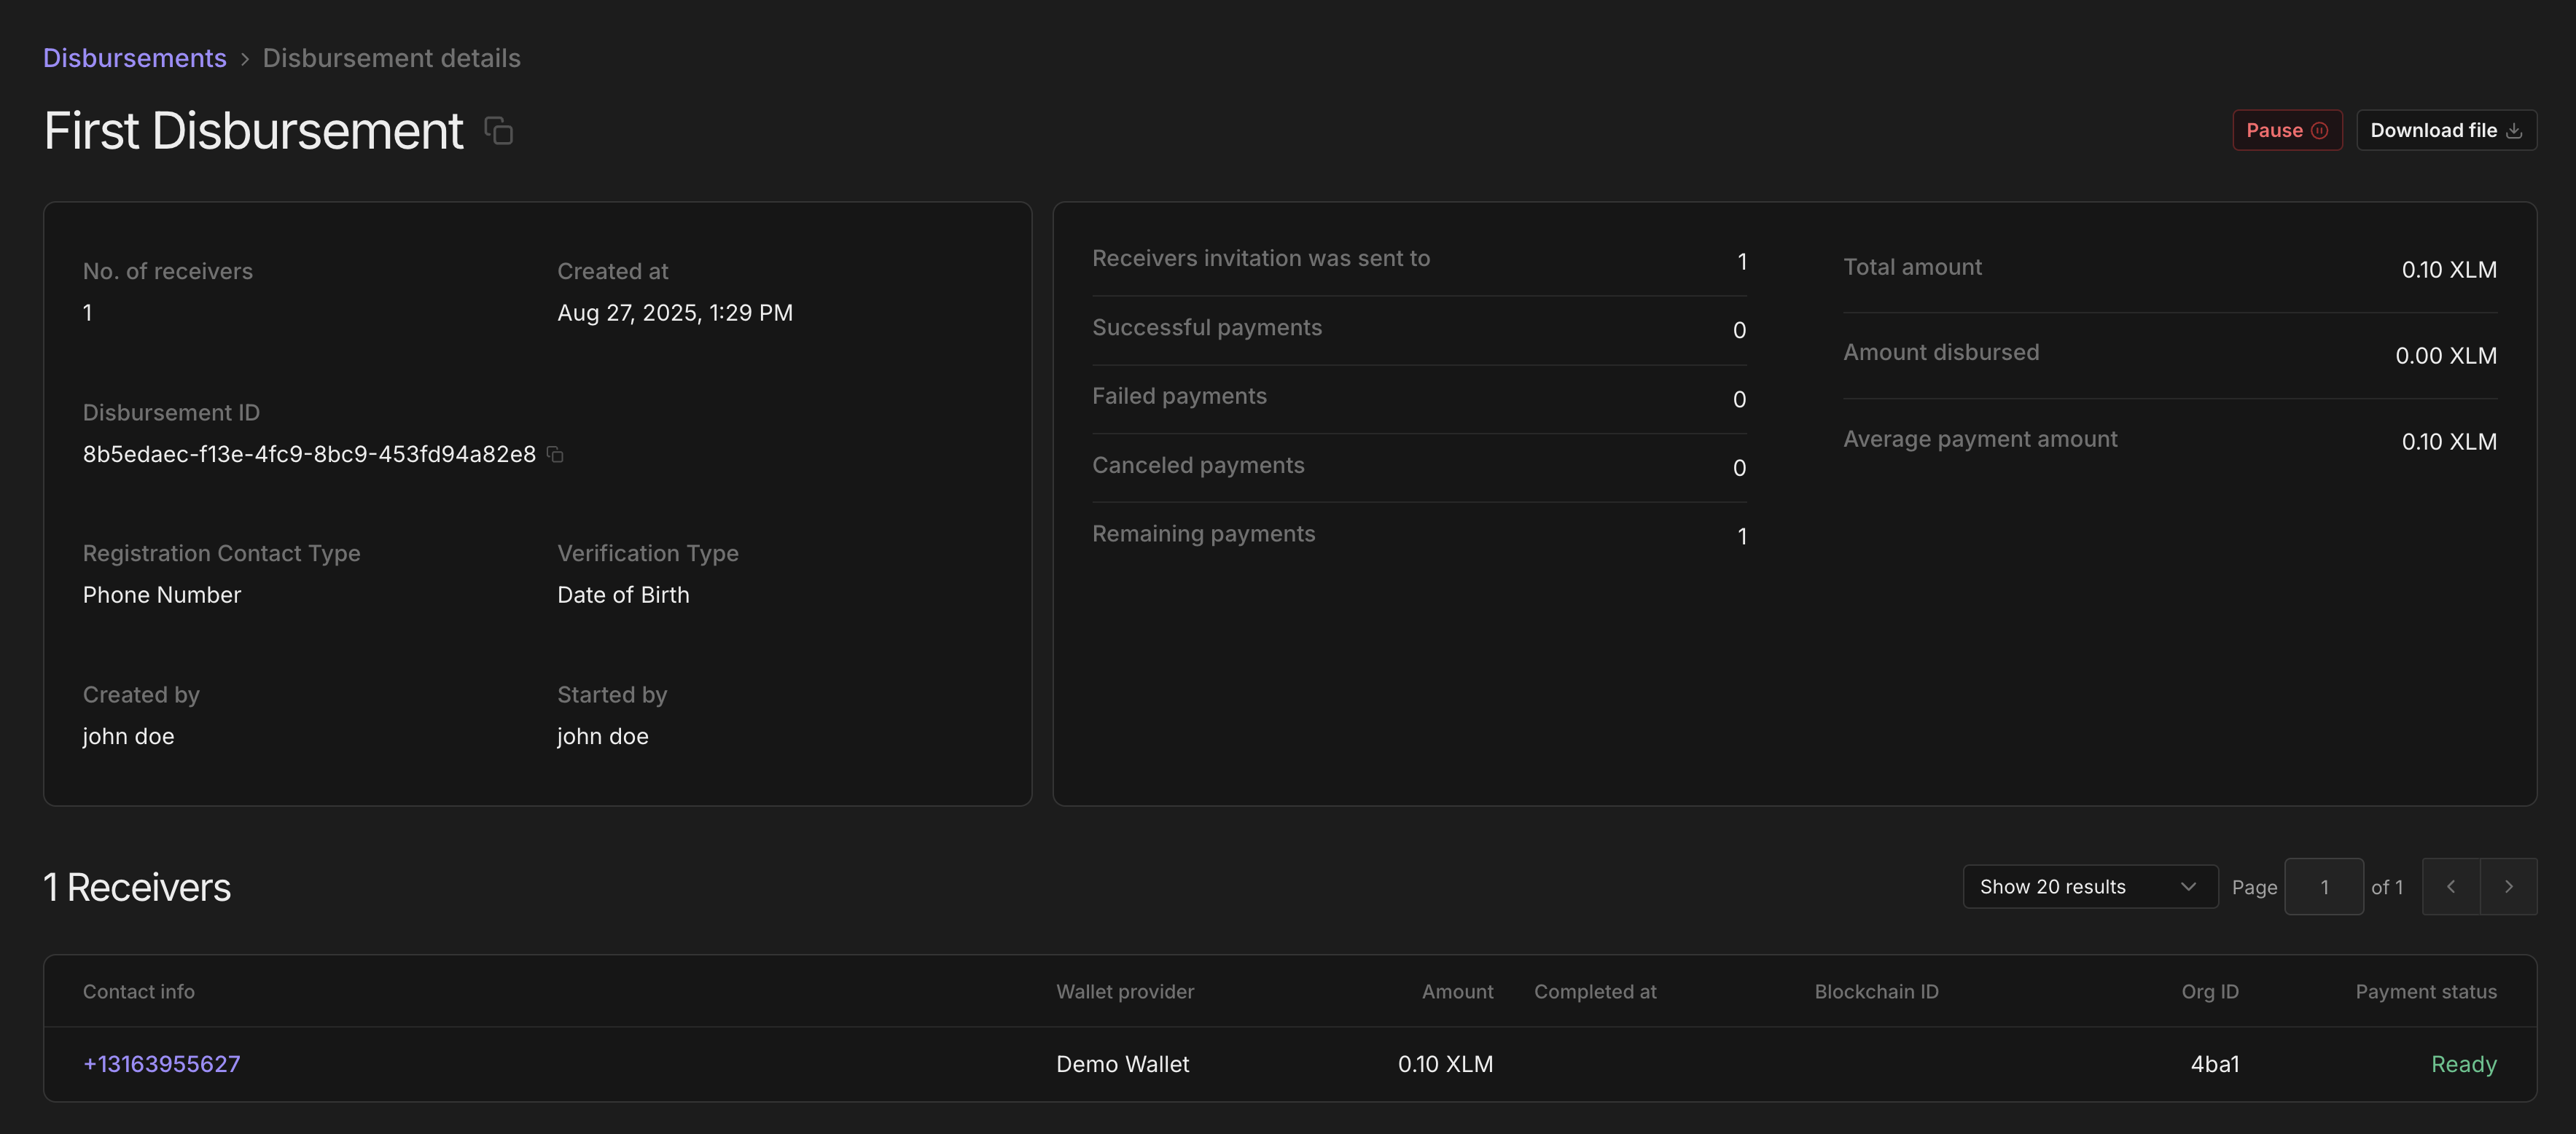 Disbursements > Disbursement details
First Disbursement
Pause
Download file
No. of receivers
1
Created at
Aug 27, 2025, 1:29 PM
Disbursement ID
8b5edaec-f13e-4fc9-8bc9-453fd94a82e8
Registration Contact Type
Phone Number
Verification Type
Date of Birth
Created by
john doe
Started by
john doe
Receivers invitation was sent to 1
Successful payments 0
Failed payments 0
Canceled payments 0
Remaining payments 1
Total amount 0.10 XLM
Amount disbursed 0.00 XLM
Average payment amount 0.10 XLM
1 Receivers
Show 20 results Page 1 of 1
Contact info Wallet provider Amount Completed at Blockchain ID Org ID Payment status
+13163955627 Demo Wallet 0.10 XLM 4ba1 Ready